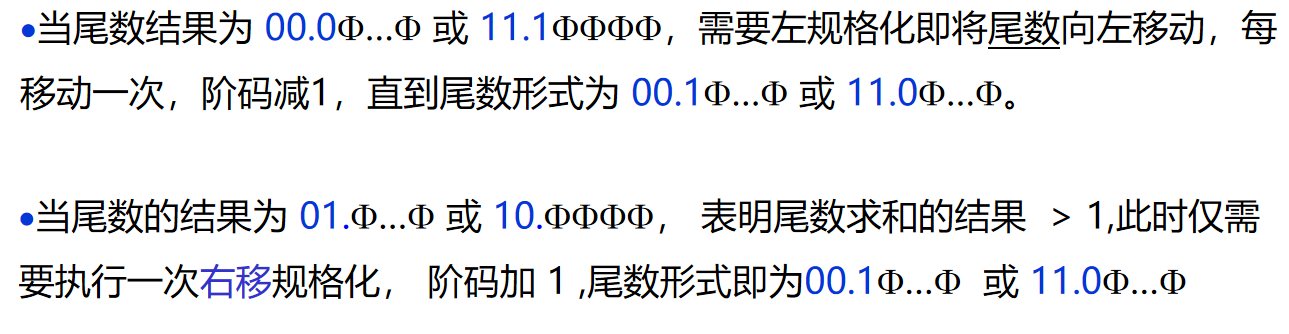 ●当尾数结果为 00.0Φ…Φ 或 11.1ΦΦΦΦ，需要左规格化即将尾数向左移动，每
移动一次，阶码减1，直到尾数形式为 00.1Φ…Φ 或 11.0Φ…Φ。
●当尾数的结果为 01.Φ…Φ 或 10.ΦΦΦΦ， 表明尾数求和的结果 > 1,此时仅需
要执行一次右移规格化， 阶码加 1 ,尾数形式即为00.1Φ…Φ 或 11.0Φ…Φ